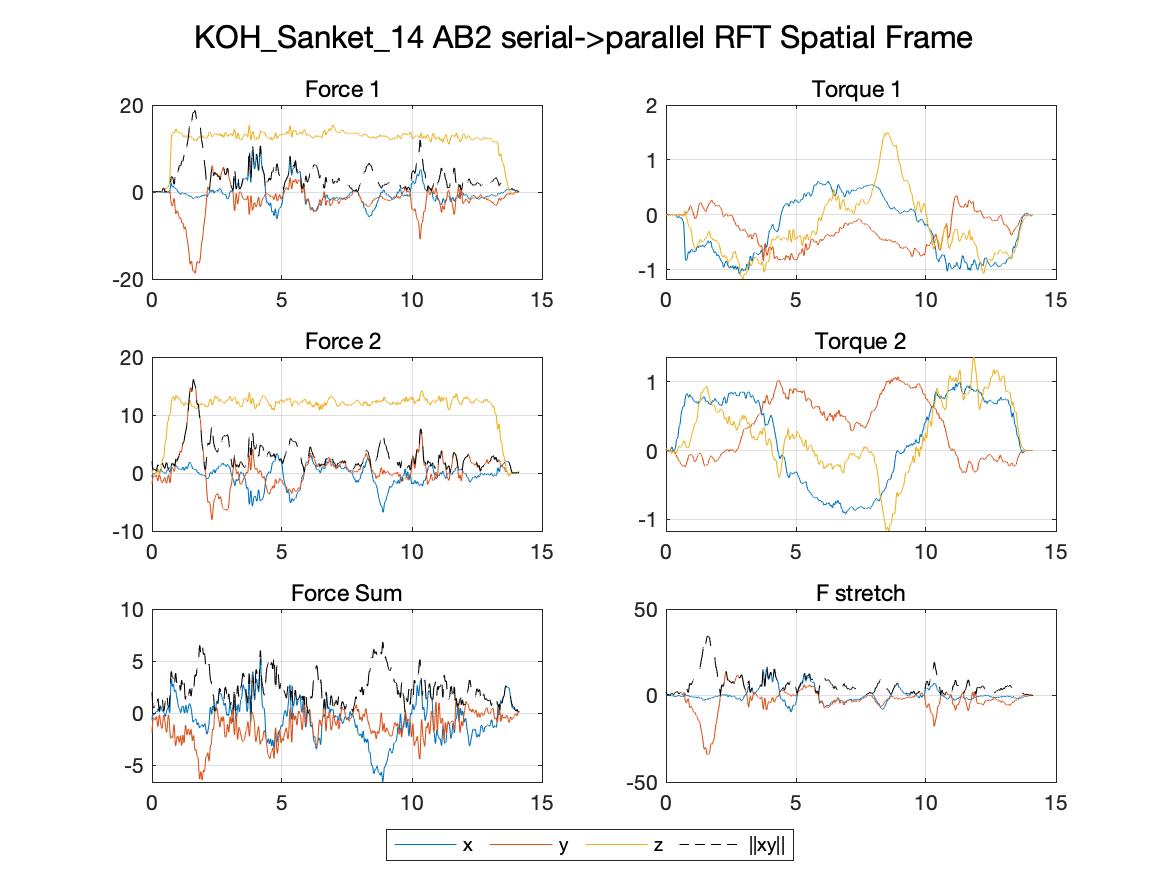 KOH_Sanket_14 AB2 serial->parallel RFT Spatial Frame
Force 1
20
0
-20
0 5 10 15
Torque 1
2
1
0
-1
0 5 10 15
Force 2
20
10
0
-10
0 5 10 15
Torque 2
1
0
-1
0 5 10 15
Force Sum
10
5
0
-5
0 5 10 15
F stretch
50
0
-50
0 5 10 15
x y z ||xy||